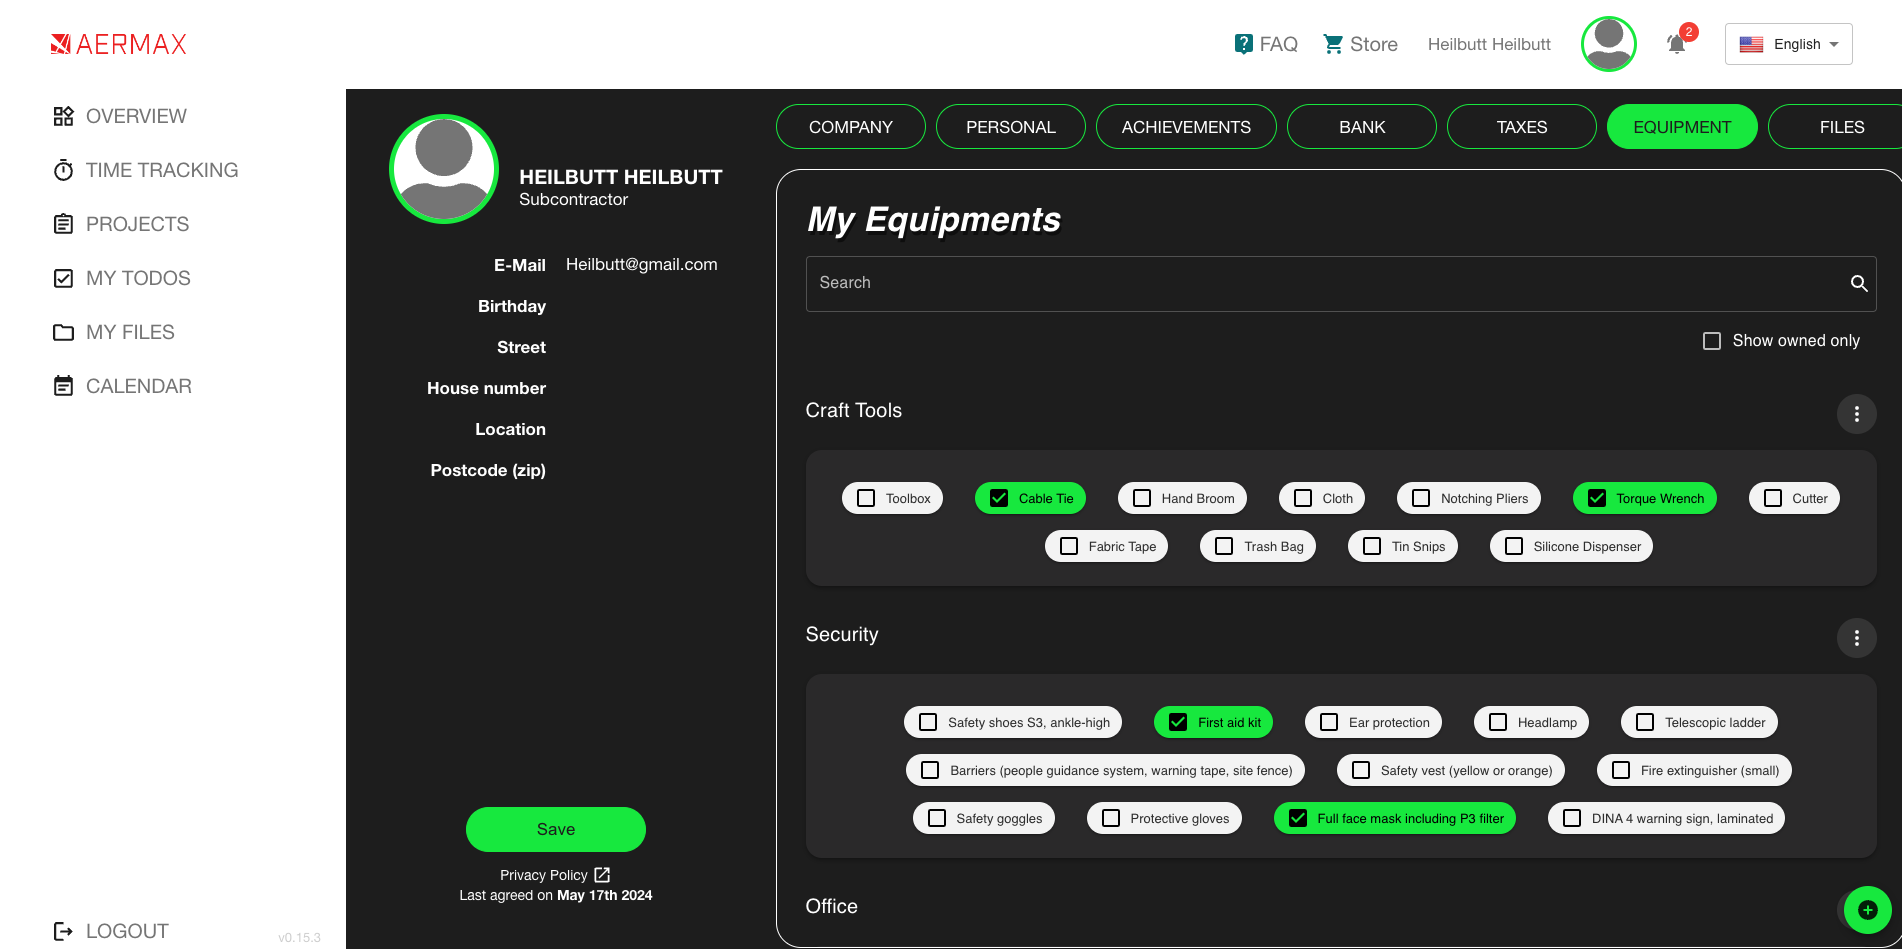 AERMAX
FAQ
Store
Heilbutt Heilbutt
2
English
OVERVIEW
TIME TRACKING
PROJECTS
MY TODOS
MY FILES
CALENDAR
LOGOUT
v0.15.3
HEILBUTT HEILBUTT
Subcontractor
E-Mail Heilbutt@gmail.com
Birthday
Street
House number
Location
Postcode (zip)
Save
Privacy Policy
Last agreed on May 17th 2024
COMPANY PERSONAL ACHIEVEMENTS BANK TAXES EQUIPMENT FILES
My Equipments
Search
Show owned only
Craft Tools
Toolbox Cable Tie Hand Broom Cloth Notching Pliers Torque Wrench Cutter
Fabric Tape Trash Bag Tin Snips Silicone Dispenser
Security
Safety shoes S3, ankle-high First aid kit Ear protection Headlamp Telescopic ladder
Barriers (people guidance system, warning tape, site fence) Safety vest (yellow or orange) Fire extinguisher (small)
Safety goggles Protective gloves Full face mask including P3 filter DINA 4 warning sign, laminated
Office